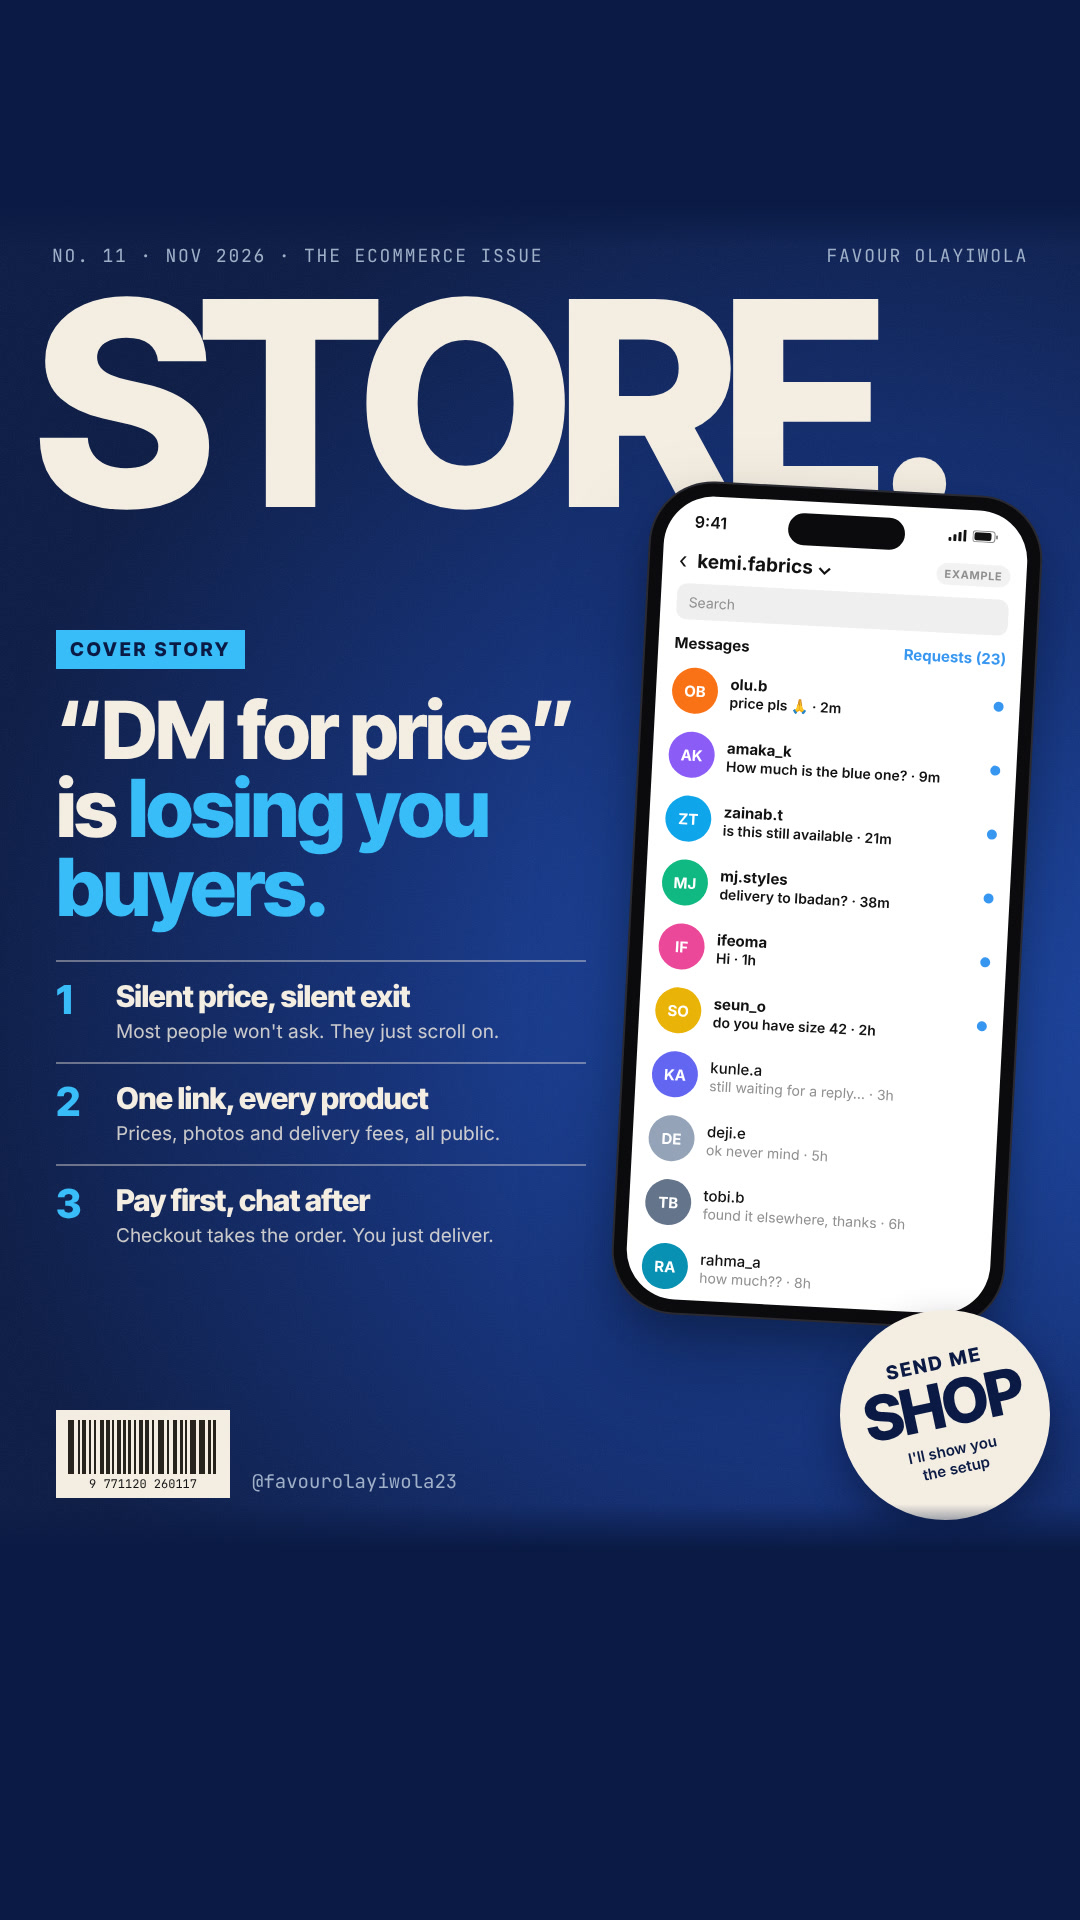 NO. 11 · NOV 2026 · THE ECOMMERCE ISSUE
FAVOUR OLAYIWOLA
STORE.
COVER STORY
“DM for price”
is losing you
buyers.
1
Silent price, silent exit
Most people won't ask. They just scroll on.
2
One link, every product
Prices, photos and delivery fees, all public.
3
Pay first, chat after
Checkout takes the order. You just deliver.
9:41
kemi.fabrics
EXAMPLE
Search
Messages
Requests (23)
OB
olu.b
price pls 🙏 · 2m
AK
amaka_k
How much is the blue one? · 9m
ZT
zainab.t
is this still available · 21m
MJ
mj.styles
delivery to Ibadan? · 38m
IF
ifeoma
Hi · 1h
SO
seun_o
do you have size 42 · 2h
KA
kunle.a
still waiting for a reply... · 3h
DE
deji.e
ok never mind · 5h
TB
tobi.b
found it elsewhere, thanks · 6h
RA
rahma_a
how much?? · 8h
SEND ME
SHOP
I'll show you
the setup
9 771120 260117
@favourolayiwola23